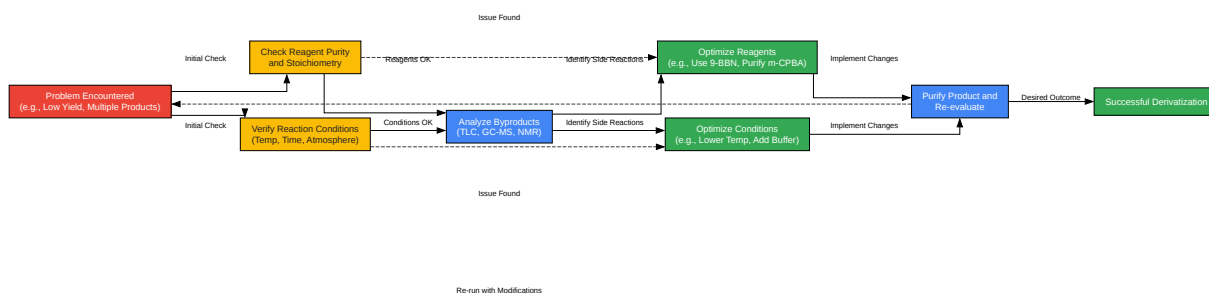 Issue Found
Check Reagent Purity
and Stoichiometry
Optimize Reagents
(e.g., Use 9-BBN, Purify m-CPBA)
Initial Check
Reagents OK
Identify Side Reactions
Implement Changes
Problem Encountered
(e.g., Low Yield, Multiple Products)
Purify Product and
Re-evaluate
Desired Outcome
Successful Derivatization
Initial Check
Verify Reaction Conditions
(Temp, Time, Atmosphere)
Conditions OK
Analyze Byproducts
(TLC, GC-MS, NMR)
Identify Side Reactions
Optimize Conditions
(e.g., Lower Temp, Add Buffer)
Implement Changes
Issue Found
Re-run with Modifications